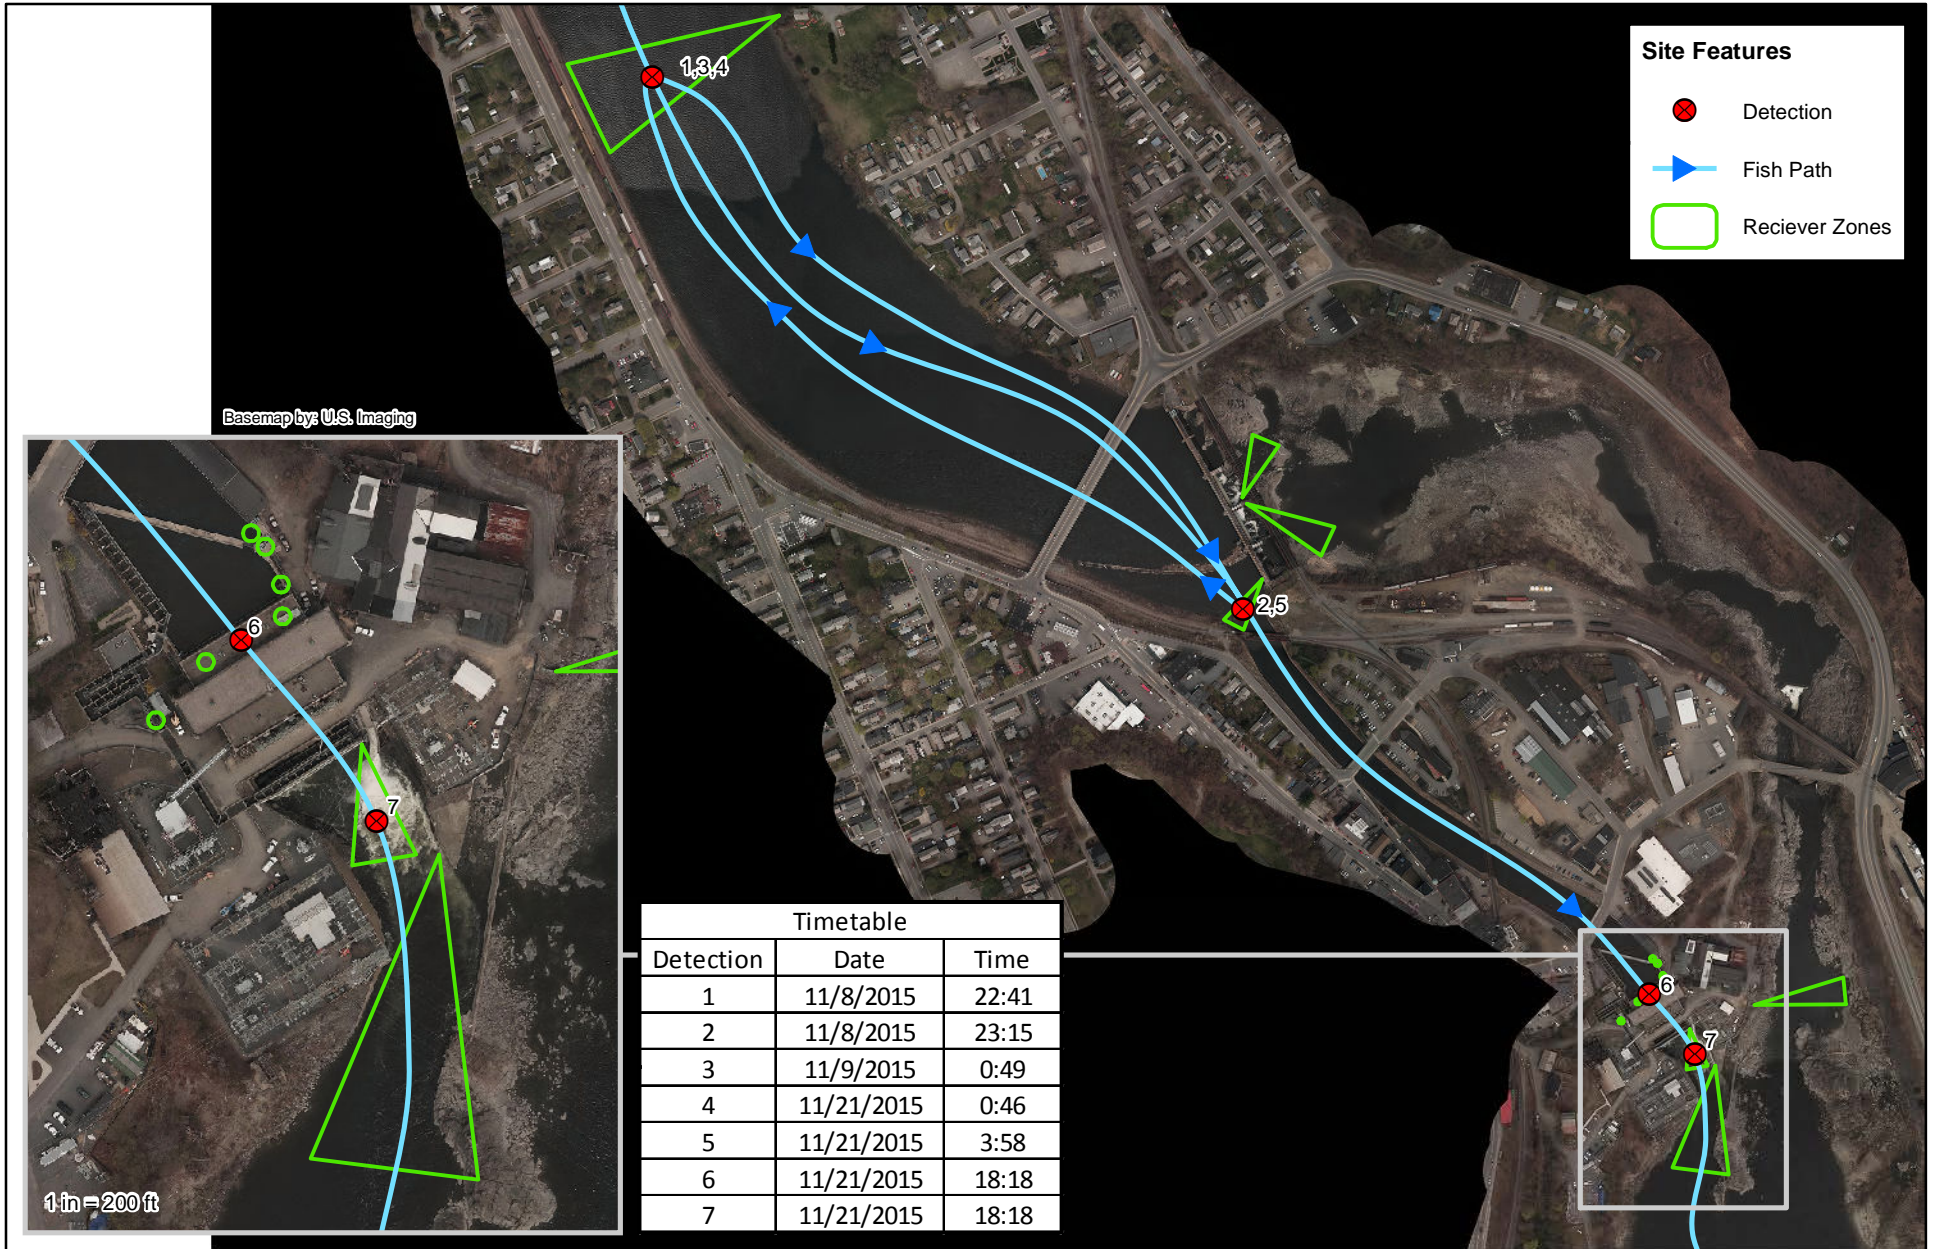 1,3,4
Site Features
Detection
Fish Path
Reciever Zones
Basemap by: U.S. Imaging
2,5
6
7
6
7
1 in = 200 ft
Timetable
Detection Date Time
1 11/8/2015 22:41
2 11/8/2015 23:15
3 11/9/2015 0:49
4 11/21/2015 0:46
5 11/21/2015 3:58
6 11/21/2015 18:18
7 11/21/2015 18:18